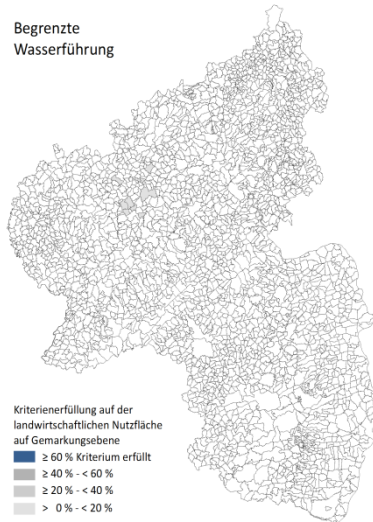 Begrenzte
Wasserführung
Kriterienerfüllung auf der
landwirtschaftlichen Nutzfläche
auf Gemarkungsebene
≥ 60 % Kriterium erfüllt
≥ 40 % - < 60 %
≥ 20 % - < 40 %
> 0 % - < 20 %